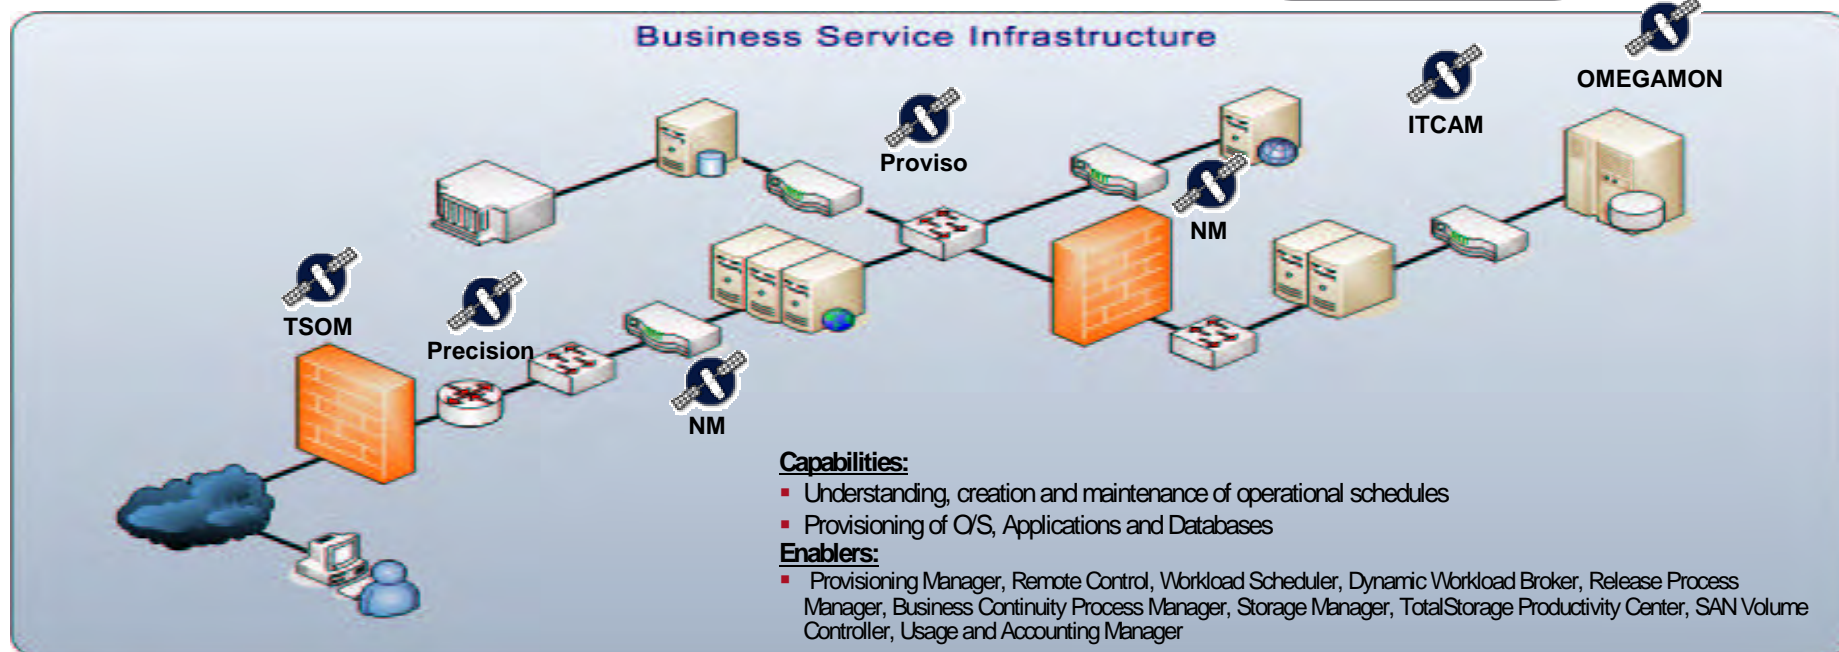 Business Service Infrastructure
OMEGAMON
ITCAM
Proviso
NM
TSOM
Precision
NM
Capabilities:
▪ Understanding, creation and maintenance of operational schedules
▪ Provisioning of O/S, Applications and Databases
Enablers:
▪ Provisioning Manager, Remote Control, Workload Scheduler, Dynamic Workload Broker, Release Process
Manager, Business Continuity Process Manager, Storage Manager, TotalStorage Productivity Center, SAN Volume
Controller, Usage and Accounting Manager